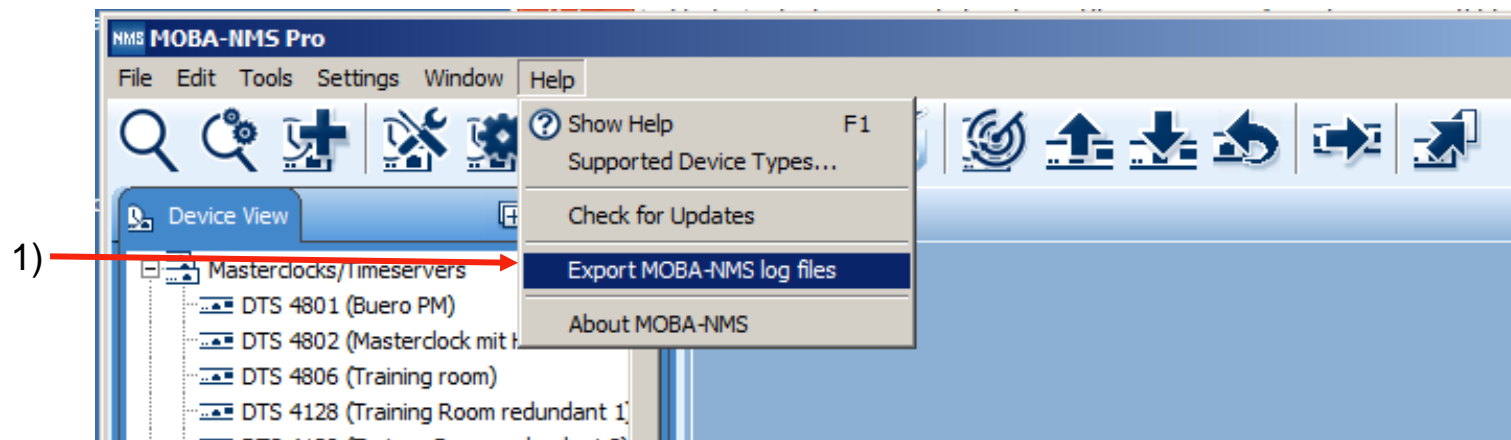 NMS MOBA-NMS Pro
File Edit Tools Settings Window Help
Show Help F1
Supported Device Types...
Device View
Check for Updates
1)
Masterclocks/Timeservers
Export MOBA-NMS log files
DTS 4801 (Buero PM)
About MOBA-NMS
DTS 4802 (Masterclock mit
DTS 4806 (Training room)
DTS 4128 (Training Room redundant 1)